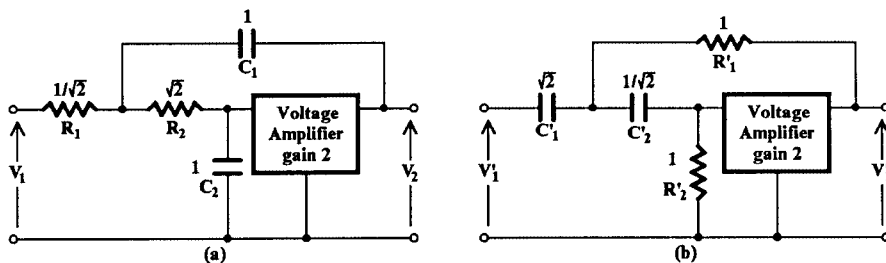 1
C₁
1/√2
R₁
√2
R₂
Voltage
Amplifier
gain 2
1
C₂
V₁
V₂
(a)
1
R'₁
√2
C'₁
1/√2
C'₂
Voltage
Amplifier
gain 2
1
R'₂
V'₁
V
(b)